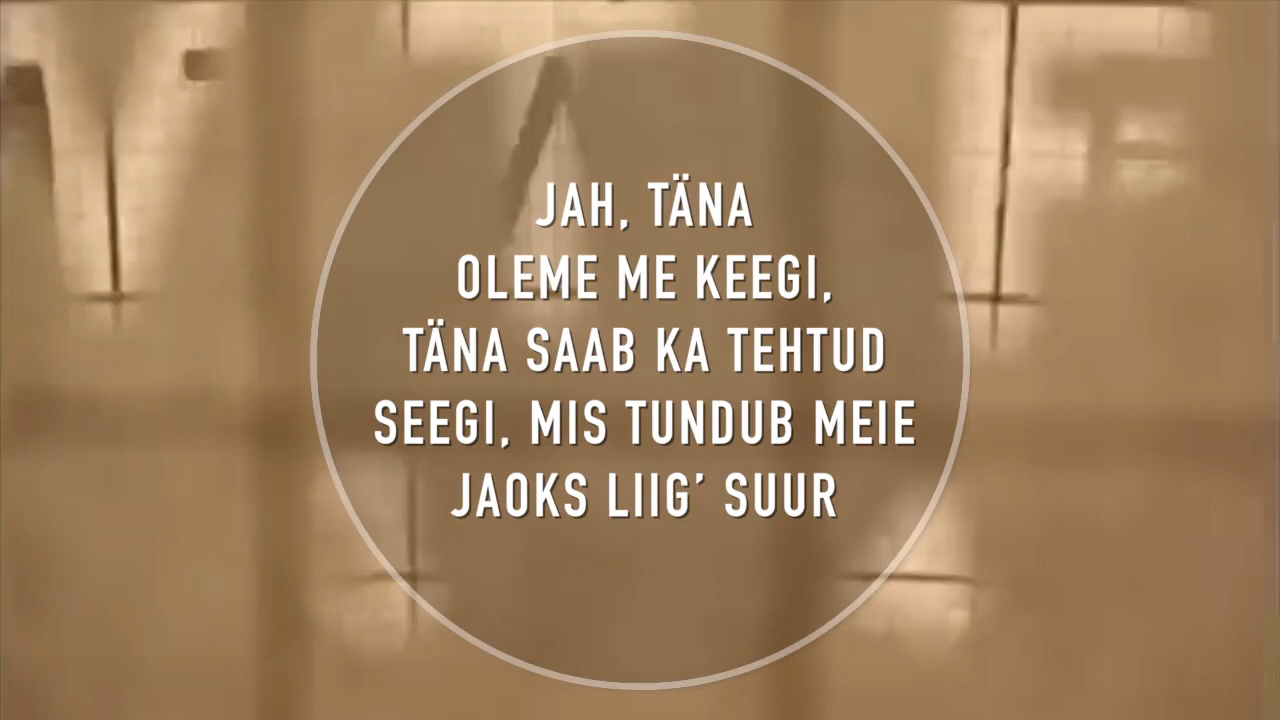 JAH, TÄNA
OLEME ME KEEGI,
TÄNA SAAB KA TEHTUD
SEEGI, MIS TUNDUB MEIE
JAOKS LIIG’ SUUR